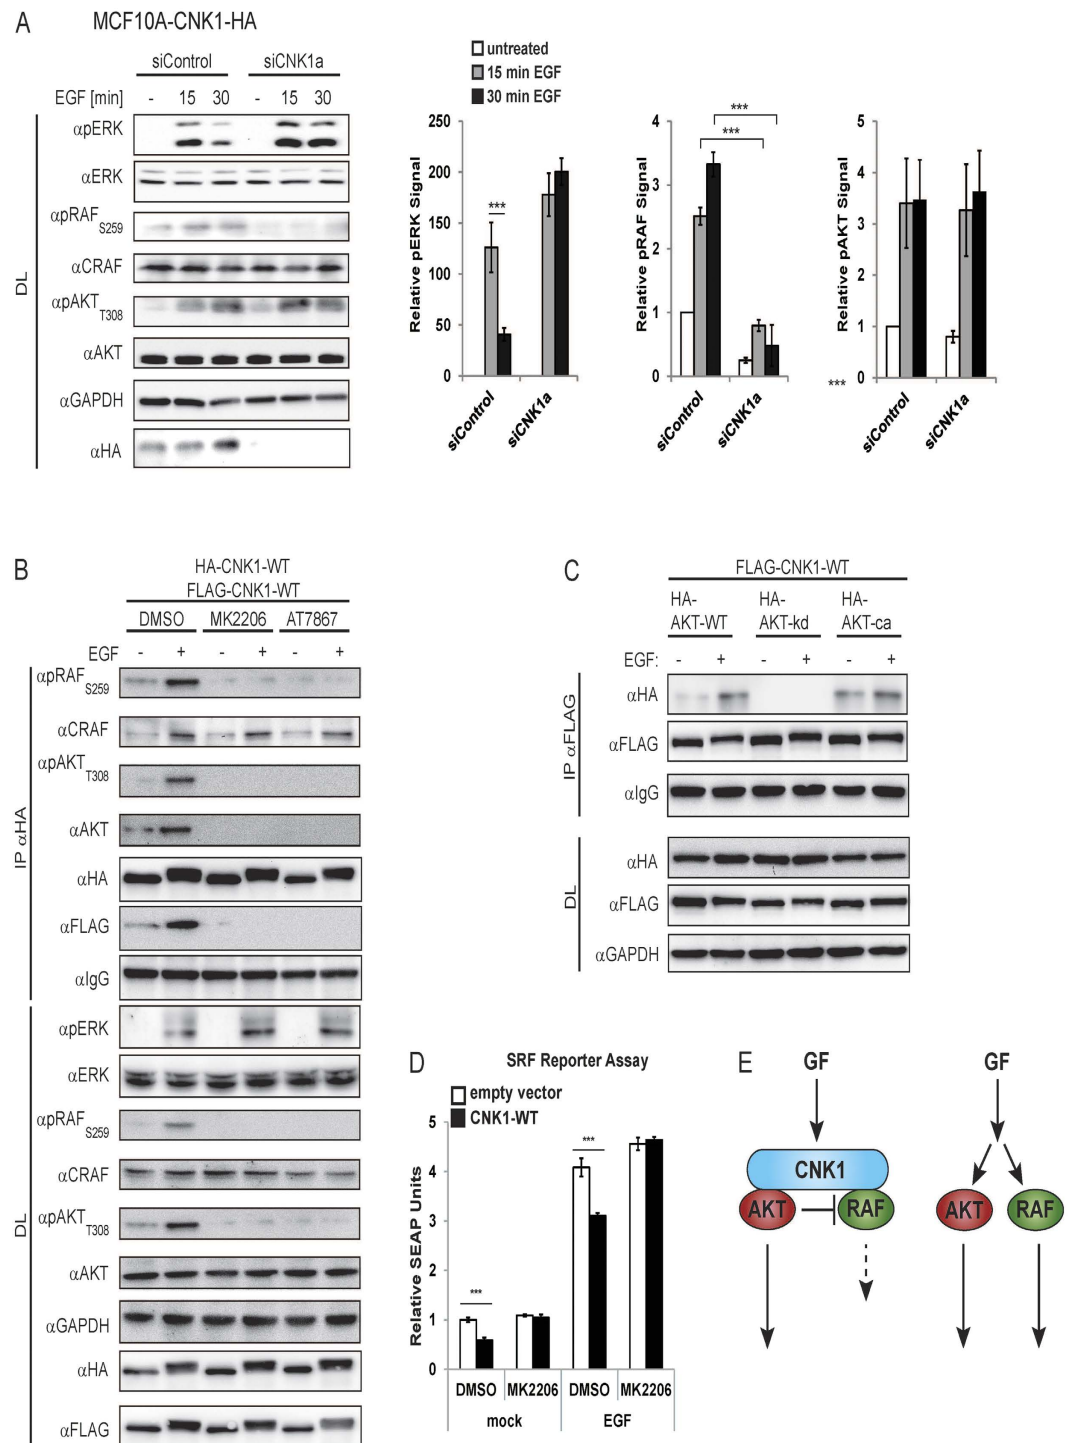 A
MCF10A-CNK1-HA
siControl siCNK1a
EGF [min] - 15 30 - 15 30
αpERK
αERK
αpRAF S259
αCRAF
αpAKT T308
αAKT
αGAPDH
αHA
DL
untreated
15 min EGF
30 min EGF
Relative pERK Signal
250
200
150
100
50
0
***
siControl siCNK1a
Relative pRAF Signal
4
3
2
1
0
***
***
siControl siCNK1a
Relative pAKT Signal
5
4
3
2
1
0
***
siControl siCNK1a
B
HA-CNK1-WT
FLAG-CNK1-WT
DMSO MK2206 AT7867
EGF - + - + - +
IP αHA
αpRAF S259
αCRAF
αpAKT T308
αAKT
αHA
αFLAG
αIgG
DL
αpERK
αERK
αpRAF S259
αCRAF
αpAKT T308
αAKT
αGAPDH
αHA
αFLAG
C
FLAG-CNK1-WT
HA- HA- HA-
AKT-WT AKT-kd AKT-ca
EGF: - + - + - +
IP αFLAG
αHA
αFLAG
αIgG
DL
αHA
αFLAG
αGAPDH
D
SRF Reporter Assay
empty vector
CNK1-WT
Relative SEAP Units
5
4
3
2
1
0
***
***
DMSO MK2206 DMSO MK2206
mock EGF
E
GF GF
CNK1
AKT RAF AKT RAF